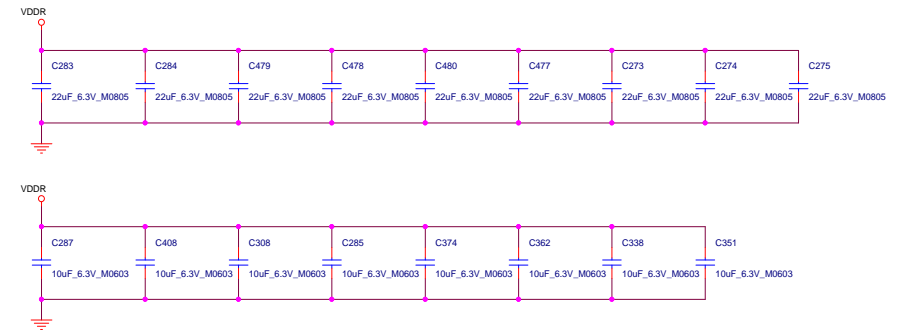 VDDR
C283 C284 C479 C478 C480 C477 C273 C274 C275
22uF_6.3V_M0805 22uF_6.3V_M0805 22uF_6.3V_M0805 22uF_6.3V_M0805 22uF_6.3V_M0805 22uF_6.3V_M0805 22uF_6.3V_M0805 22uF_6.3V_M0805 22uF_6.3V_M0805
VDDR
C287 C408 C308 C285 C374 C362 C338 C351
10uF_6.3V_M0603 10uF_6.3V_M0603 10uF_6.3V_M0603 10uF_6.3V_M0603 10uF_6.3V_M0603 10uF_6.3V_M0603 10uF_6.3V_M0603 10uF_6.3V_M0603